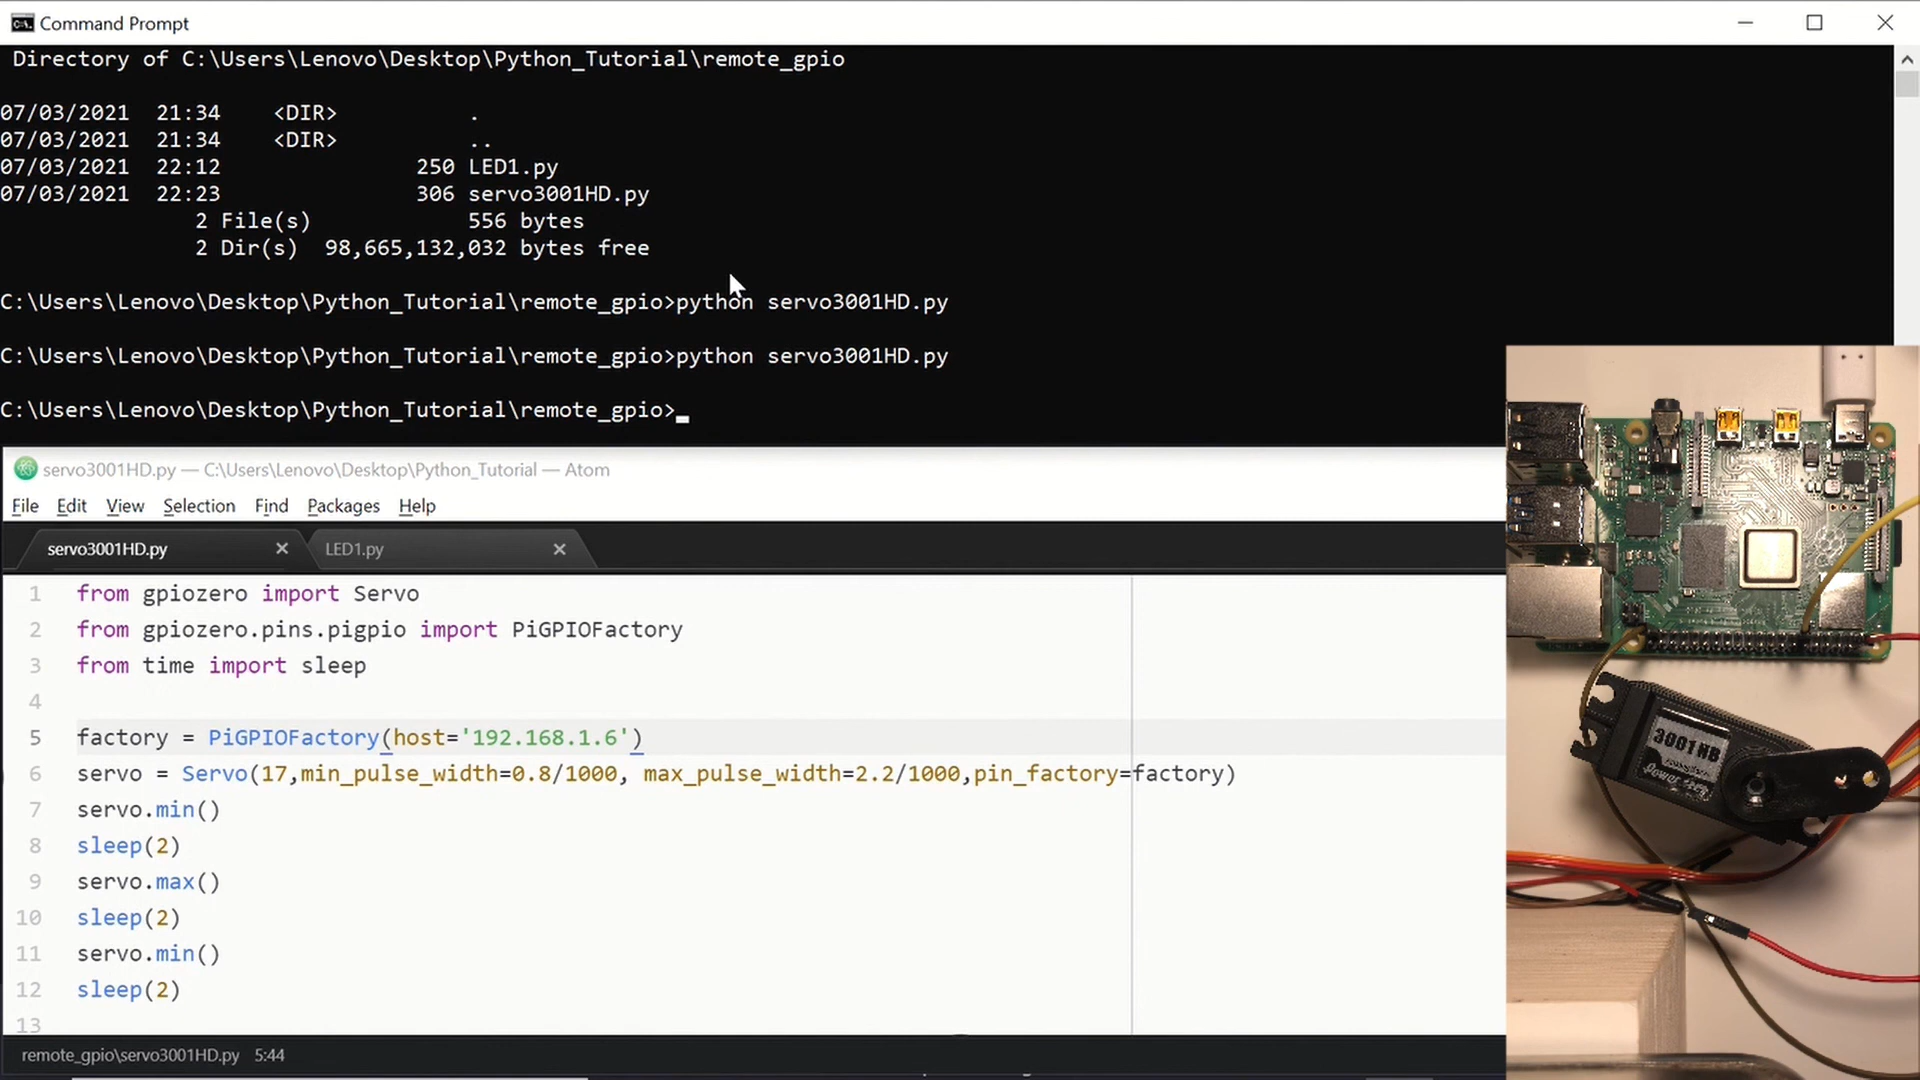 Command Prompt
Directory of C:\Users\Lenovo\Desktop\Python_Tutorial\remote_gpio
07/03/2021 21:34 <DIR> .
07/03/2021 21:34 <DIR> ..
07/03/2021 22:12 250 LED1.py
07/03/2021 22:23 306 servo3001HD.py
2 File(s) 556 bytes
2 Dir(s) 98,665,132,032 bytes free
C:\Users\Lenovo\Desktop\Python_Tutorial\remote_gpio>python servo3001HD.py
C:\Users\Lenovo\Desktop\Python_Tutorial\remote_gpio>python servo3001HD.py
C:\Users\Lenovo\Desktop\Python_Tutorial\remote_gpio>
servo3001HD.py — C:\Users\Lenovo\Desktop\Python_Tutorial — Atom
File Edit View Selection Find Packages Help
servo3001HD.py LED1.py
1 from gpiozero import Servo
2 from gpiozero.pins.pigpio import PiGPIOFactory
3 from time import sleep
4
5 factory = PiGPIOFactory(host='192.168.1.6')
6 servo = Servo(17,min_pulse_width=0.8/1000, max_pulse_width=2.2/1000,pin_factory=factory)
7 servo.min()
8 sleep(2)
9 servo.max()
10 sleep(2)
11 servo.min()
12 sleep(2)
13
remote_gpio\servo3001HD.py 5:44
3001HB
Power